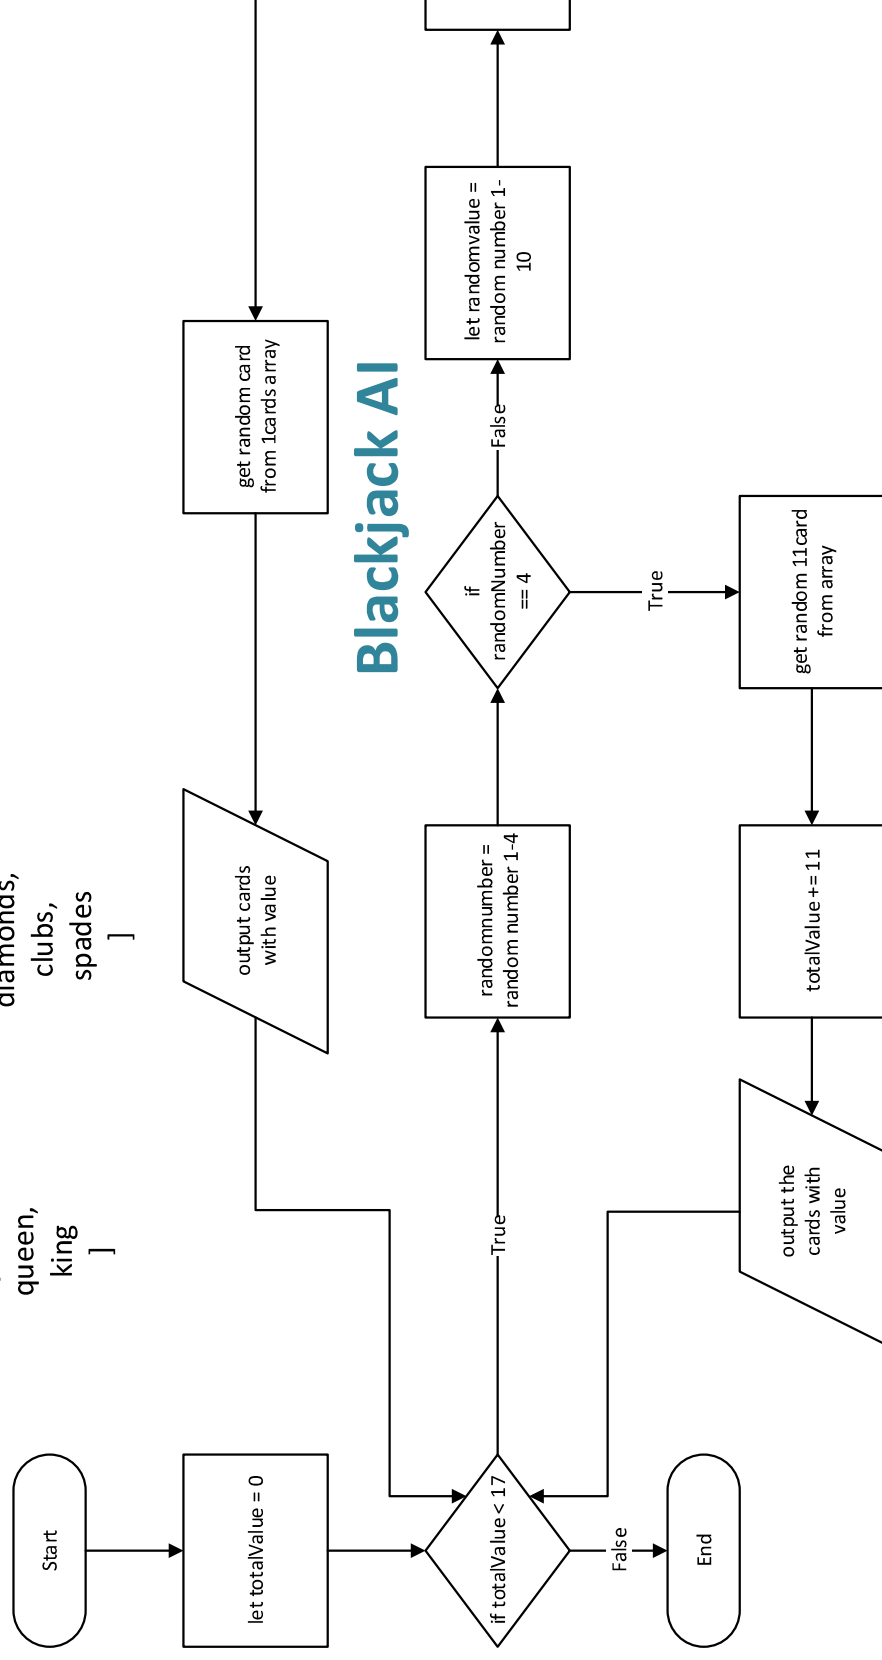 Start
let totalValue = 0
if totalValue < 17
False
End
True
randomnumber =
random number 1-4
if
randomNumber
== 4
False
let randomvalue =
random number 1-
10
True
get random 11card
from array
totalValue += 11
output the
cards with
value
get random card
from 1cards array
output cards
with value
Blackjack AI
queen,
king
]
diamonds,
clubs,
spades
]